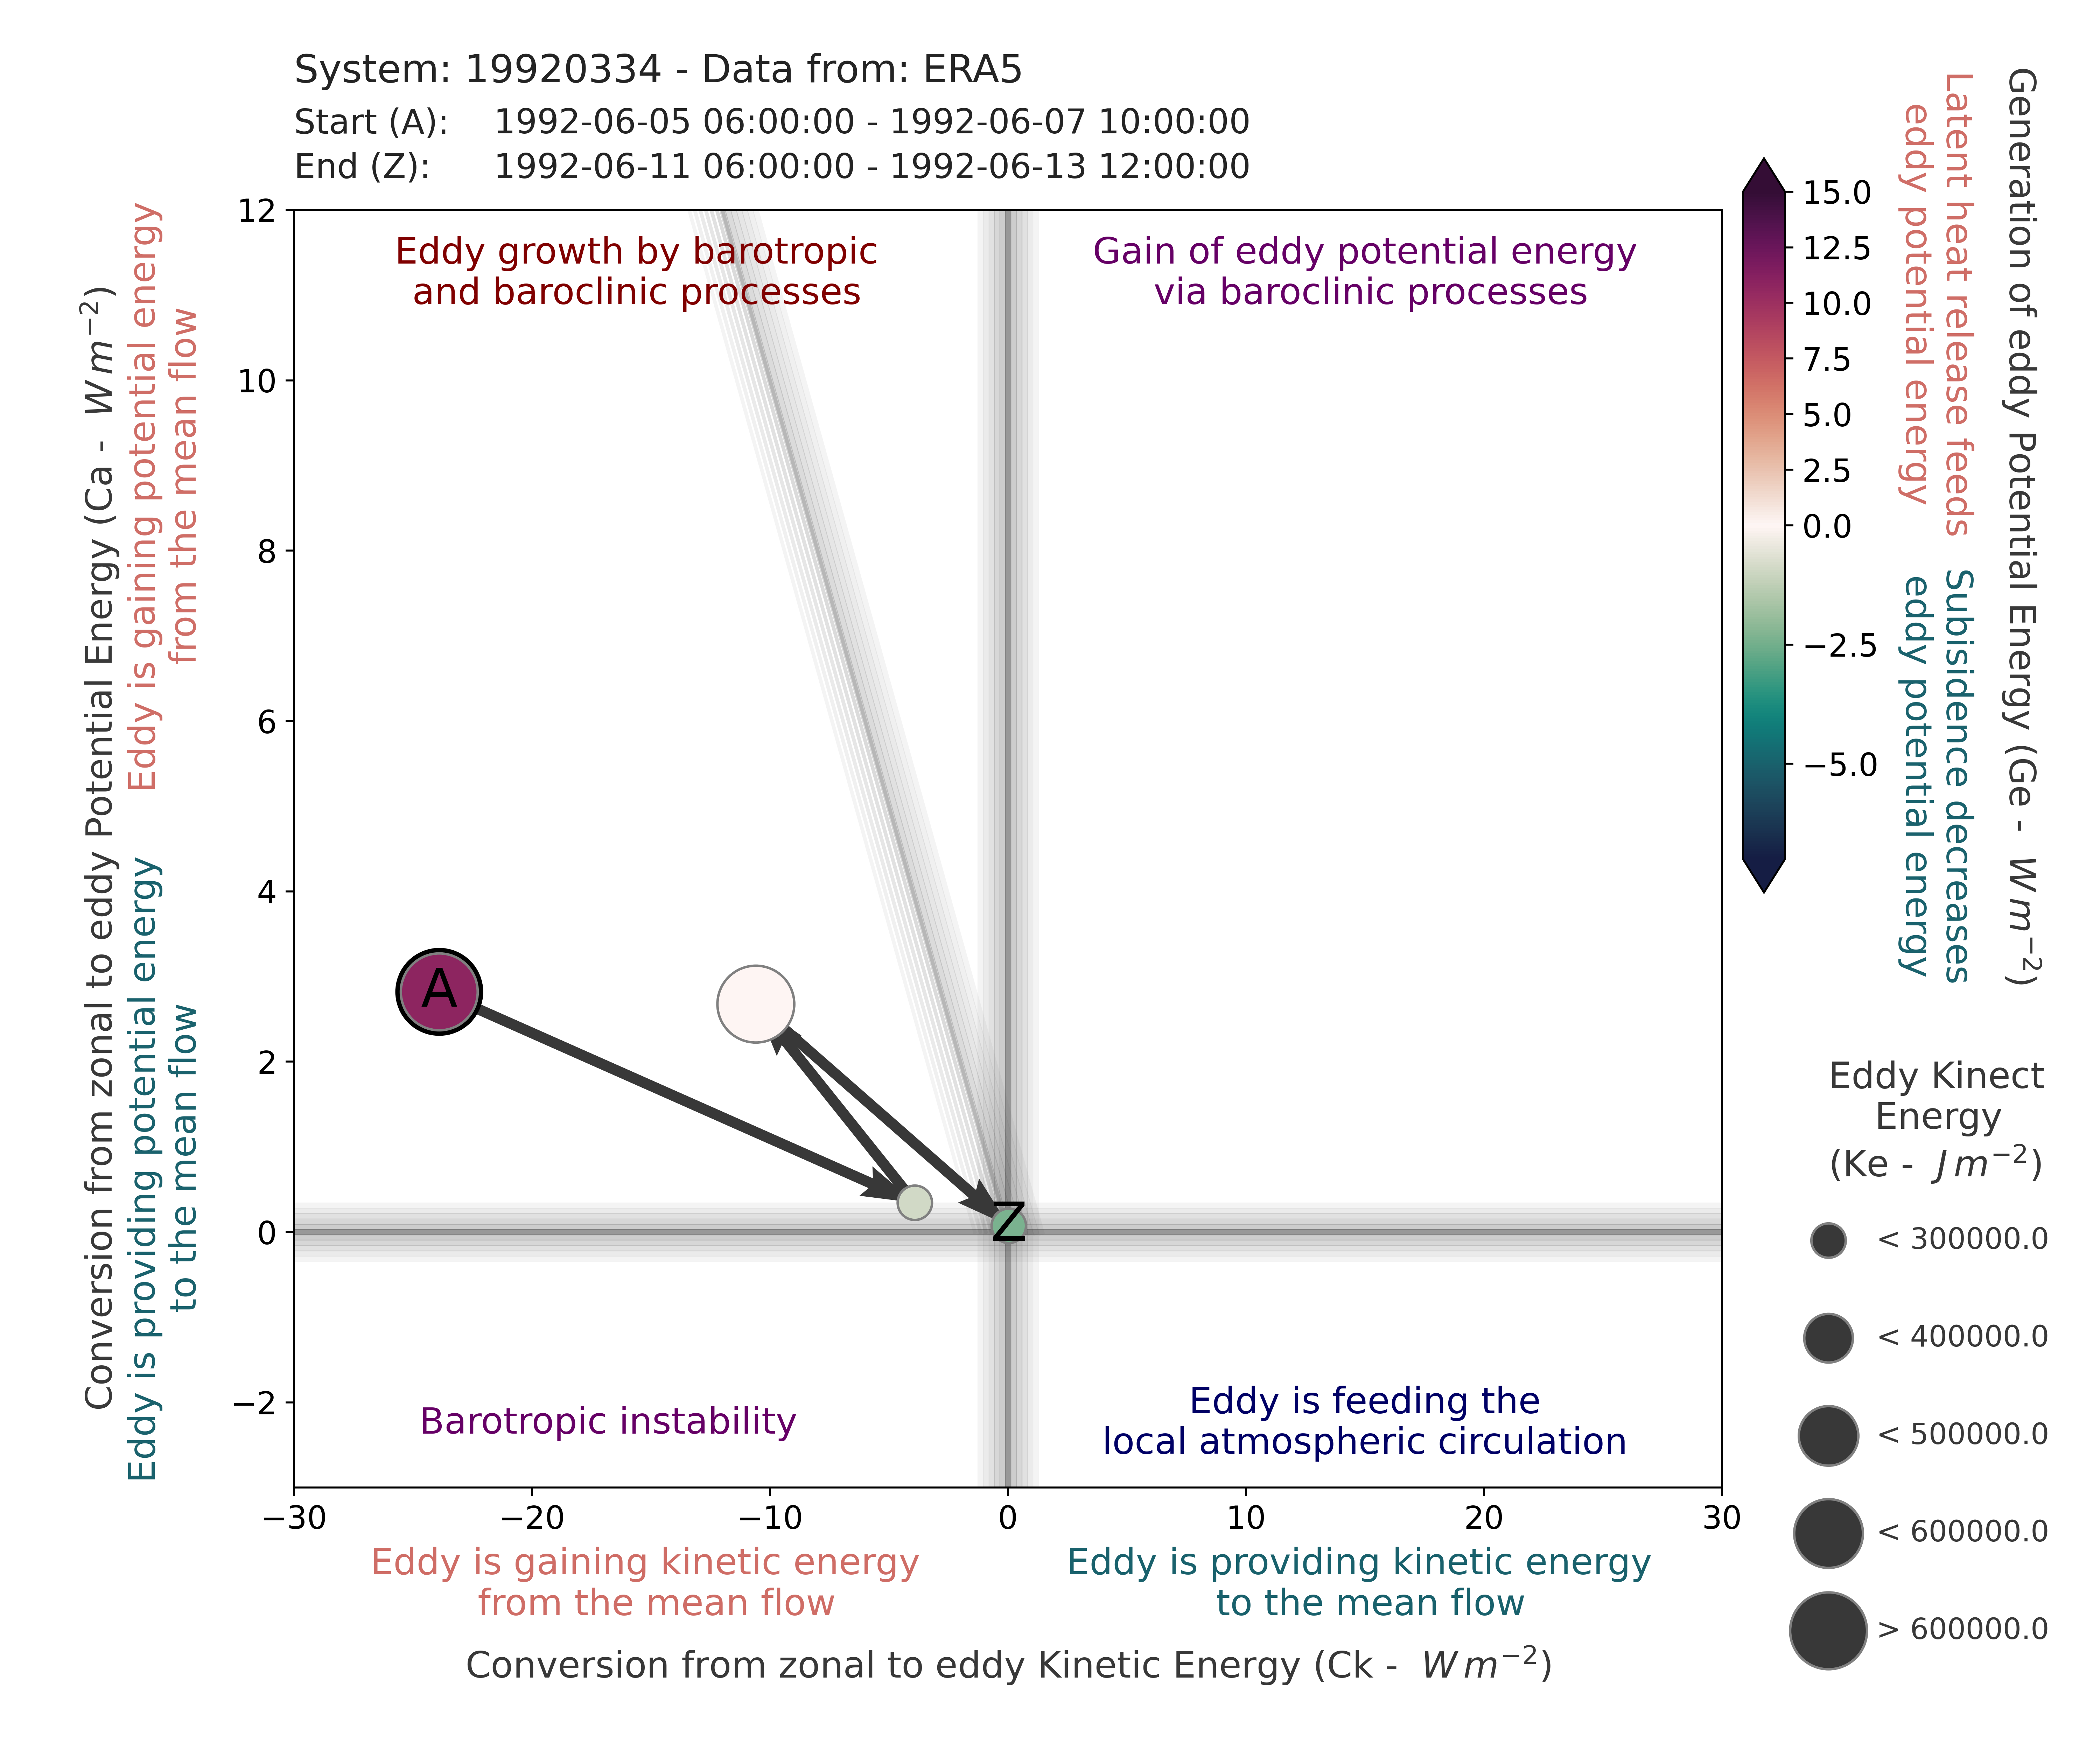 System: 19920334 - Data from: ERA5
Start (A): 1992-06-05 06:00:00 - 1992-06-07 10:00:00
End (Z): 1992-06-11 06:00:00 - 1992-06-13 12:00:00
Conversion from zonal to eddy Potential Energy (Ca - W m⁻²)
Eddy is gaining potential energy
from the mean flow
Eddy is providing potential energy
to the mean flow
12
10
8
6
4
2
0
−2
Eddy growth by barotropic
and baroclinic processes
Gain of eddy potential energy
via baroclinic processes
A
Z
Barotropic instability
Eddy is feeding the
local atmospheric circulation
−30
−20
−10
0
10
20
30
Eddy is gaining kinetic energy
from the mean flow
Eddy is providing kinetic energy
to the mean flow
Conversion from zonal to eddy Kinetic Energy (Ck - W m⁻²)
15.0
12.5
10.0
7.5
5.0
2.5
0.0
−2.5
−5.0
Latent heat release feeds
eddy potential energy
Subisidence decreases
eddy potential energy
Generation of eddy Potential Energy (Ge - W m⁻²)
Eddy Kinect
Energy
(Ke - J m⁻²)
< 300000.0
< 400000.0
< 500000.0
< 600000.0
> 600000.0